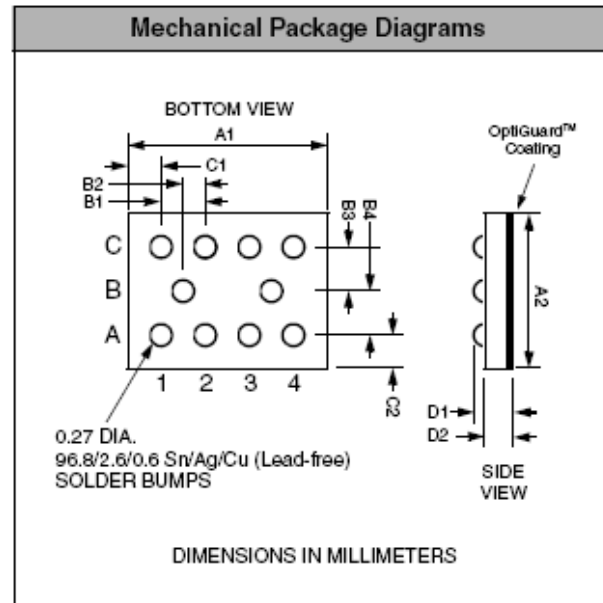 Mechanical Package Diagrams
BOTTOM VIEW
A1
OptiGuard™
Coating
C1
B2
B1
B3
B4
C
B
A
A2
1 2 3 4
C2
D1
D2
0.27 DIA.
96.8/2.6/0.6 Sn/Ag/Cu (Lead-free)
SOLDER BUMPS
SIDE
VIEW
DIMENSIONS IN MILLIMETERS